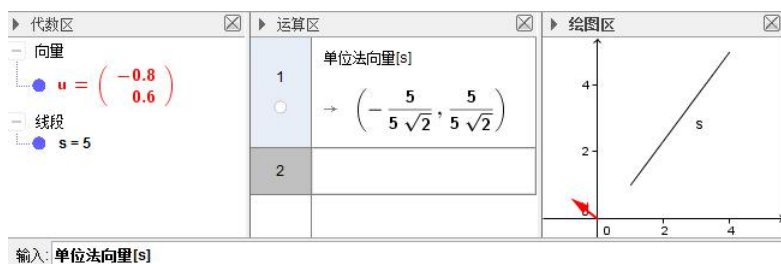 代数区
向量
u = ( −0.8 0.6 )
线段
s = 5
运算区
1
单位法向量[s]
→ ( − 5 / 5 √2 , 5 / 5 √2 )
2
绘图区
4
2
0
s
0 2 4
输入: 单位法向量[s]